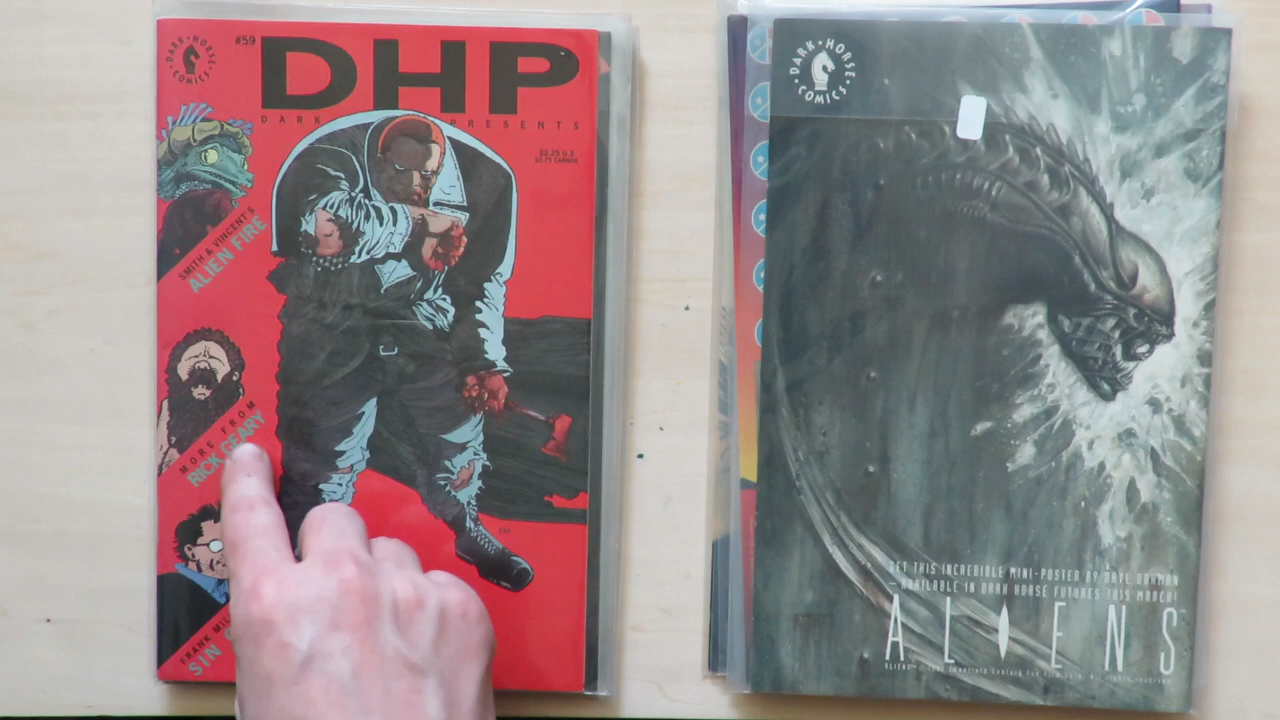 DARK·HORSE
COMICS
#59
DHP
DARK PRESENTS
$2.25 U.S
$2.75 CANADA
SMITH & VINCENT'S
ALIEN FIRE
MORE FROM
RICK GEARY
FRANK MIL
SIN
DARK·HORSE
COMICS
GET THIS INCREDIBLE MINI-POSTER BY DAVE DORMAN
— AVAILABLE IN DARK HORSE FUTURES THIS MARCH!
ALIENS™